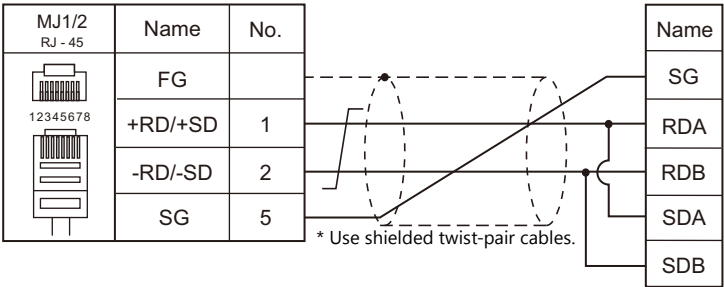 MJ1/2 Name No. Name
RJ - 45
FG SG
12345678
+RD/+SD 1 RDA
-RD/-SD 2 RDB
SG 5 SDA
* Use shielded twist-pair cables.
SDB